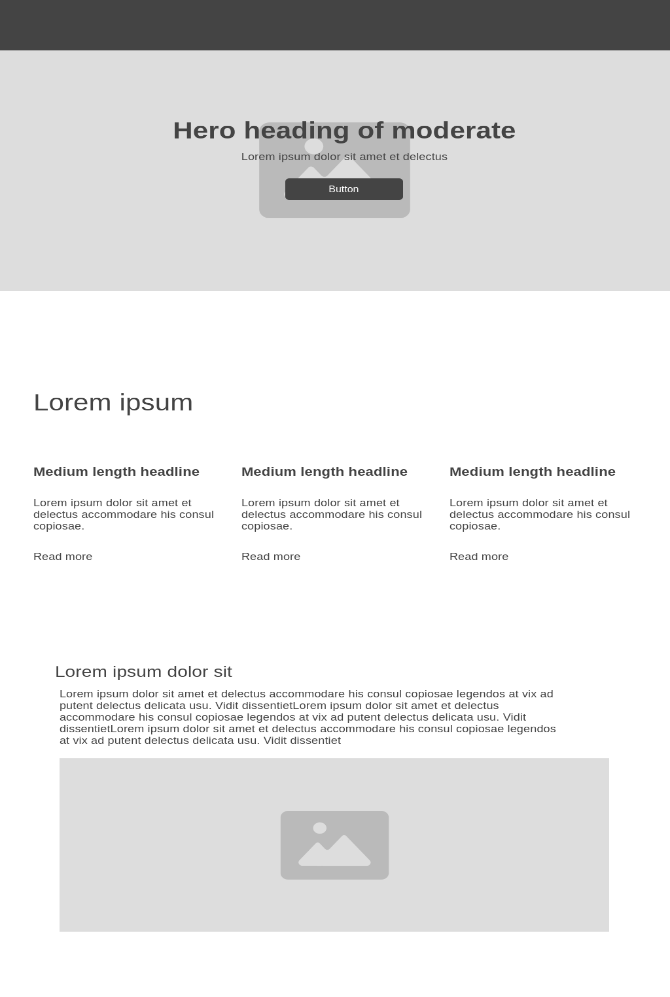 Hero heading of moderate
Lorem ipsum dolor sit amet et delectus
Button
Lorem ipsum
Medium length headline
Lorem ipsum dolor sit amet et
delectus accommodare his consul
copiosae.
Read more
Medium length headline
Lorem ipsum dolor sit amet et
delectus accommodare his consul
copiosae.
Read more
Medium length headline
Lorem ipsum dolor sit amet et
delectus accommodare his consul
copiosae.
Read more
Lorem ipsum dolor sit
Lorem ipsum dolor sit amet et delectus accommodare his consul copiosae legendos at vix ad
putent delectus delicata usu. Vidit dissentietLorem ipsum dolor sit amet et delectus
accommodare his consul copiosae legendos at vix ad putent delectus delicata usu. Vidit
dissentietLorem ipsum dolor sit amet et delectus accommodare his consul copiosae legendos
at vix ad putent delectus delicata usu. Vidit dissentiet